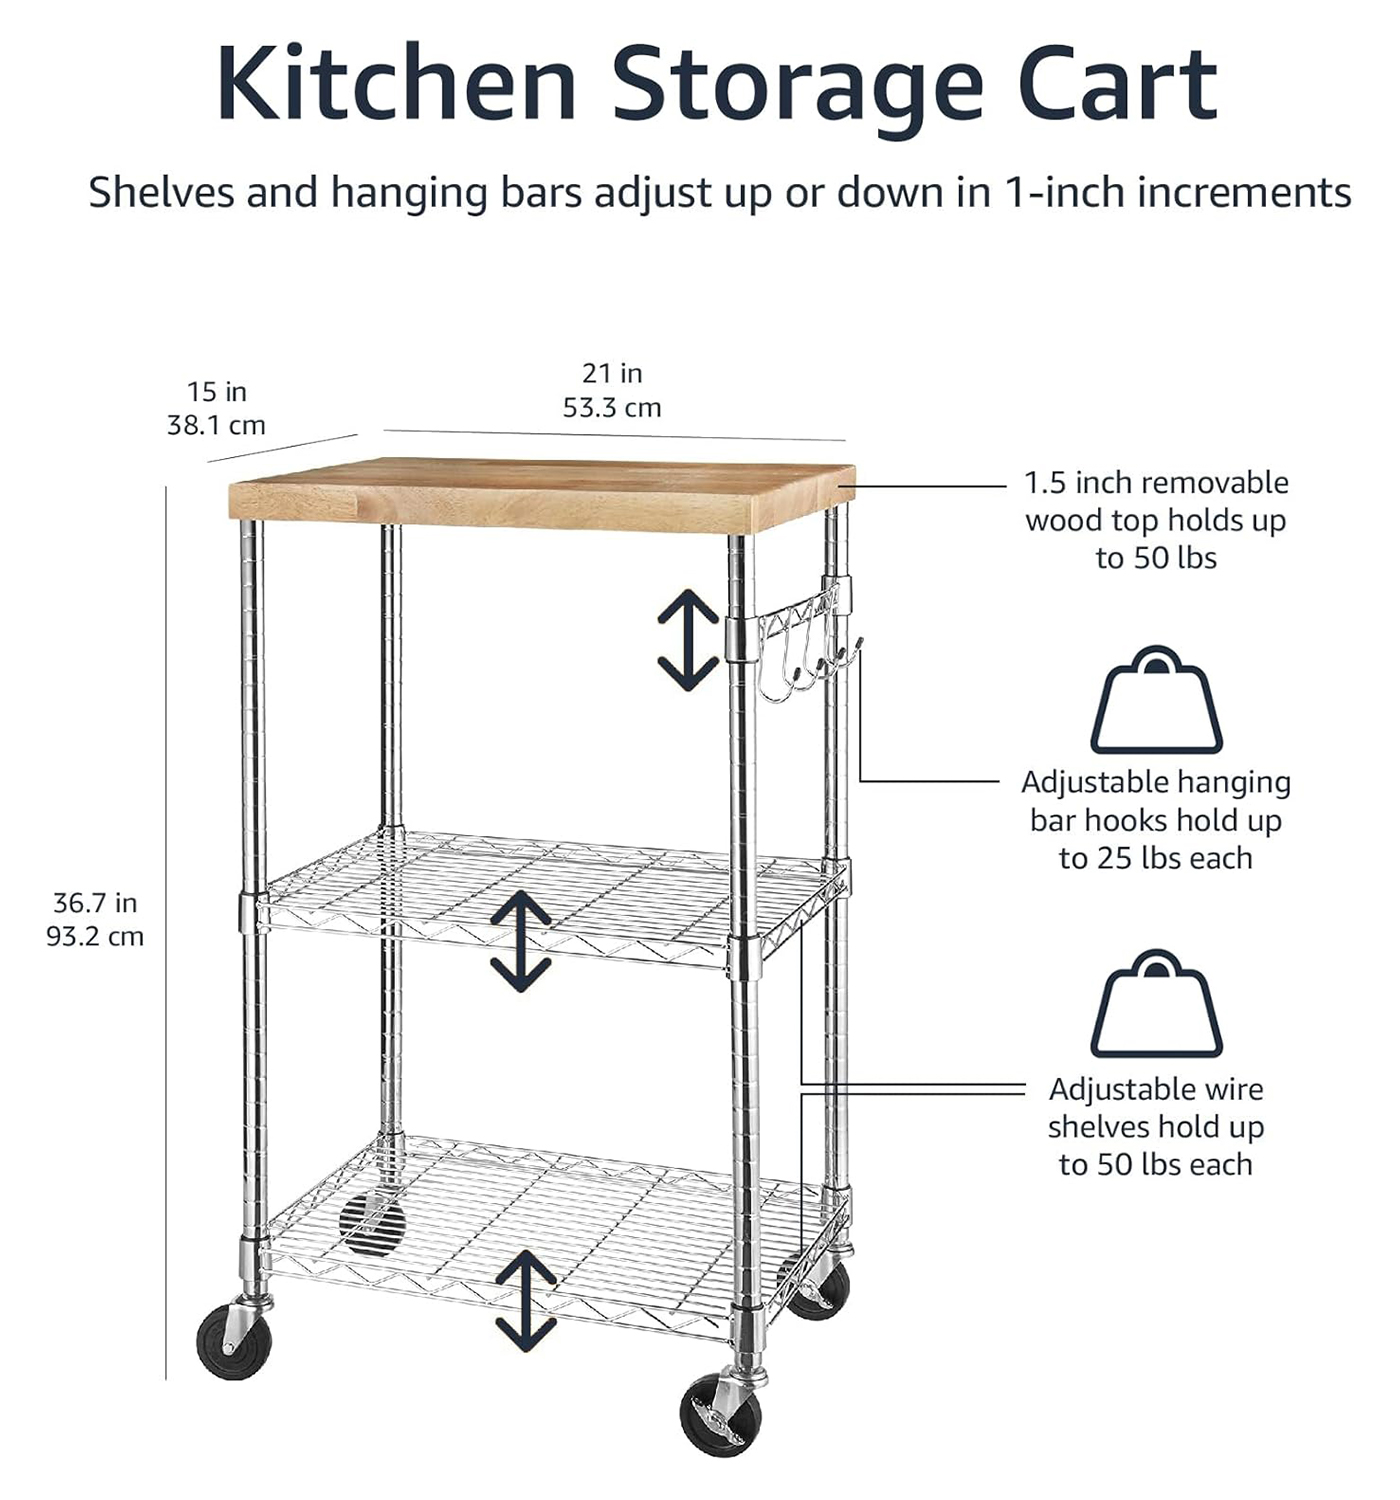 Kitchen Storage Cart
Shelves and hanging bars adjust up or down in 1-inch increments
15 in
38.1 cm
21 in
53.3 cm
1.5 inch removable
wood top holds up
to 50 lbs
Adjustable hanging
bar hooks hold up
to 25 lbs each
36.7 in
93.2 cm
Adjustable wire
shelves hold up
to 50 lbs each